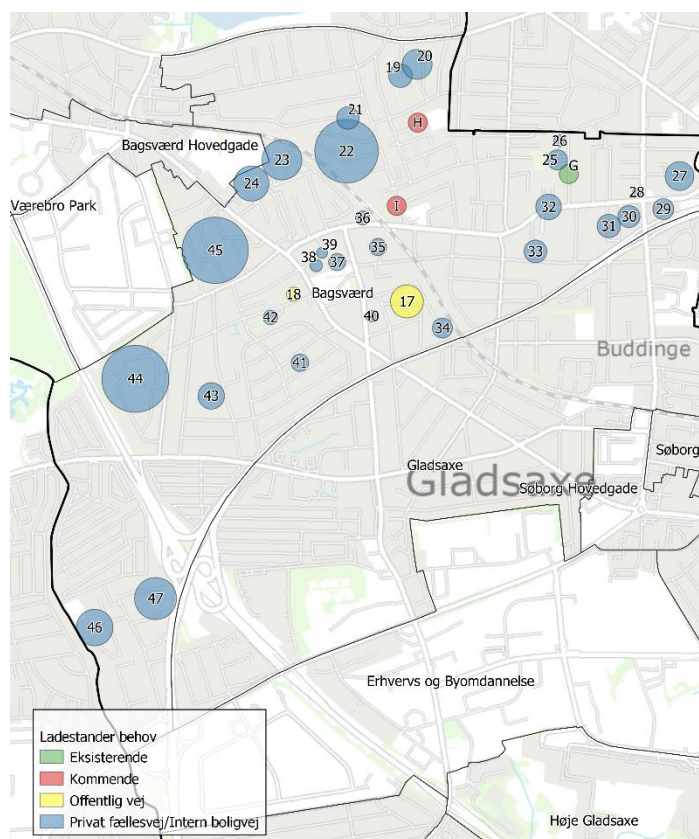 20
19
21
H
Bagsværd Hovedgade
22
23
24
26
25
G
27
28
Værebro Park
I
32
30
29
31
36
45
39
35
33
38
37
18
Bagsværd
17
42
40
34
Buddinge
41
44
43
Søborg
Gladsaxe
Gladsaxe
Søborg Hovedgade
47
46
Erhvervs og Byomdannelse
Ladestander behov
Eksisterende
Kommende
Offentlig vej
Privat fællesvej/Intern boligvej
Høje Gladsaxe